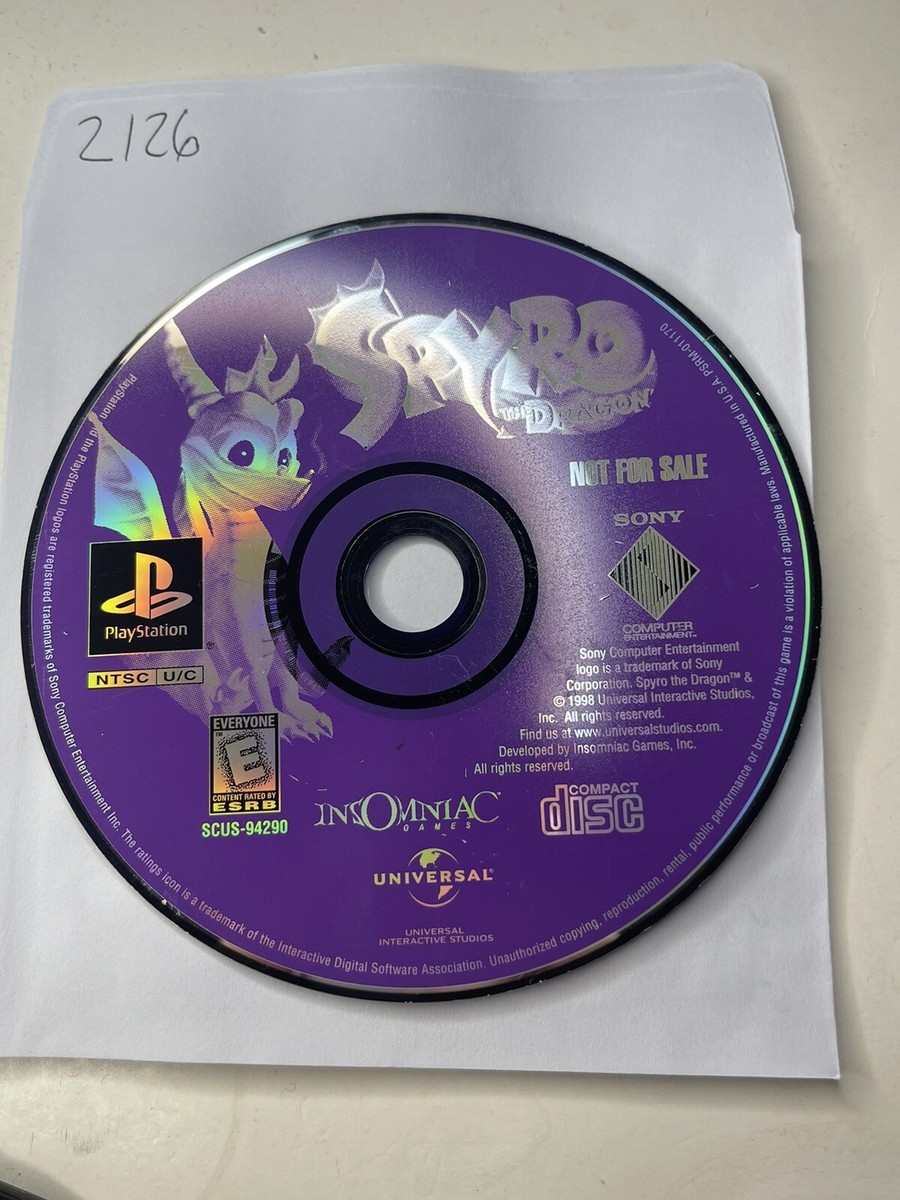 2126
SPYRO
THE DRAGON
NOT FOR SALE
SONY
COMPUTER
ENTERTAINMENT™
PlayStation
®
NTSC U/C
Sony Computer Entertainment
logo is a trademark of Sony
Corporation. Spyro the Dragon™ &
© 1998 Universal Interactive Studios,
Inc. All rights reserved.
Find us at www.universalstudios.com.
Developed by Insomniac Games, Inc.
All rights reserved.
EVERYONE
™
E
CONTENT RATED BY
ESRB
SCUS-94290
INSOMNIAC
GAMES
COMPACT
disc
UNIVERSAL®
UNIVERSAL
INTERACTIVE STUDIOS
PlayStation and the PlayStation logos are registered trademarks of Sony Computer Entertainment Inc. The ratings icon is a trademark of the Interactive Digital Software Association. Unauthorized copying, reproduction, rental, public performance or broadcast of this game is a violation of applicable laws. Manufactured in U.S.A. PSRM-011170